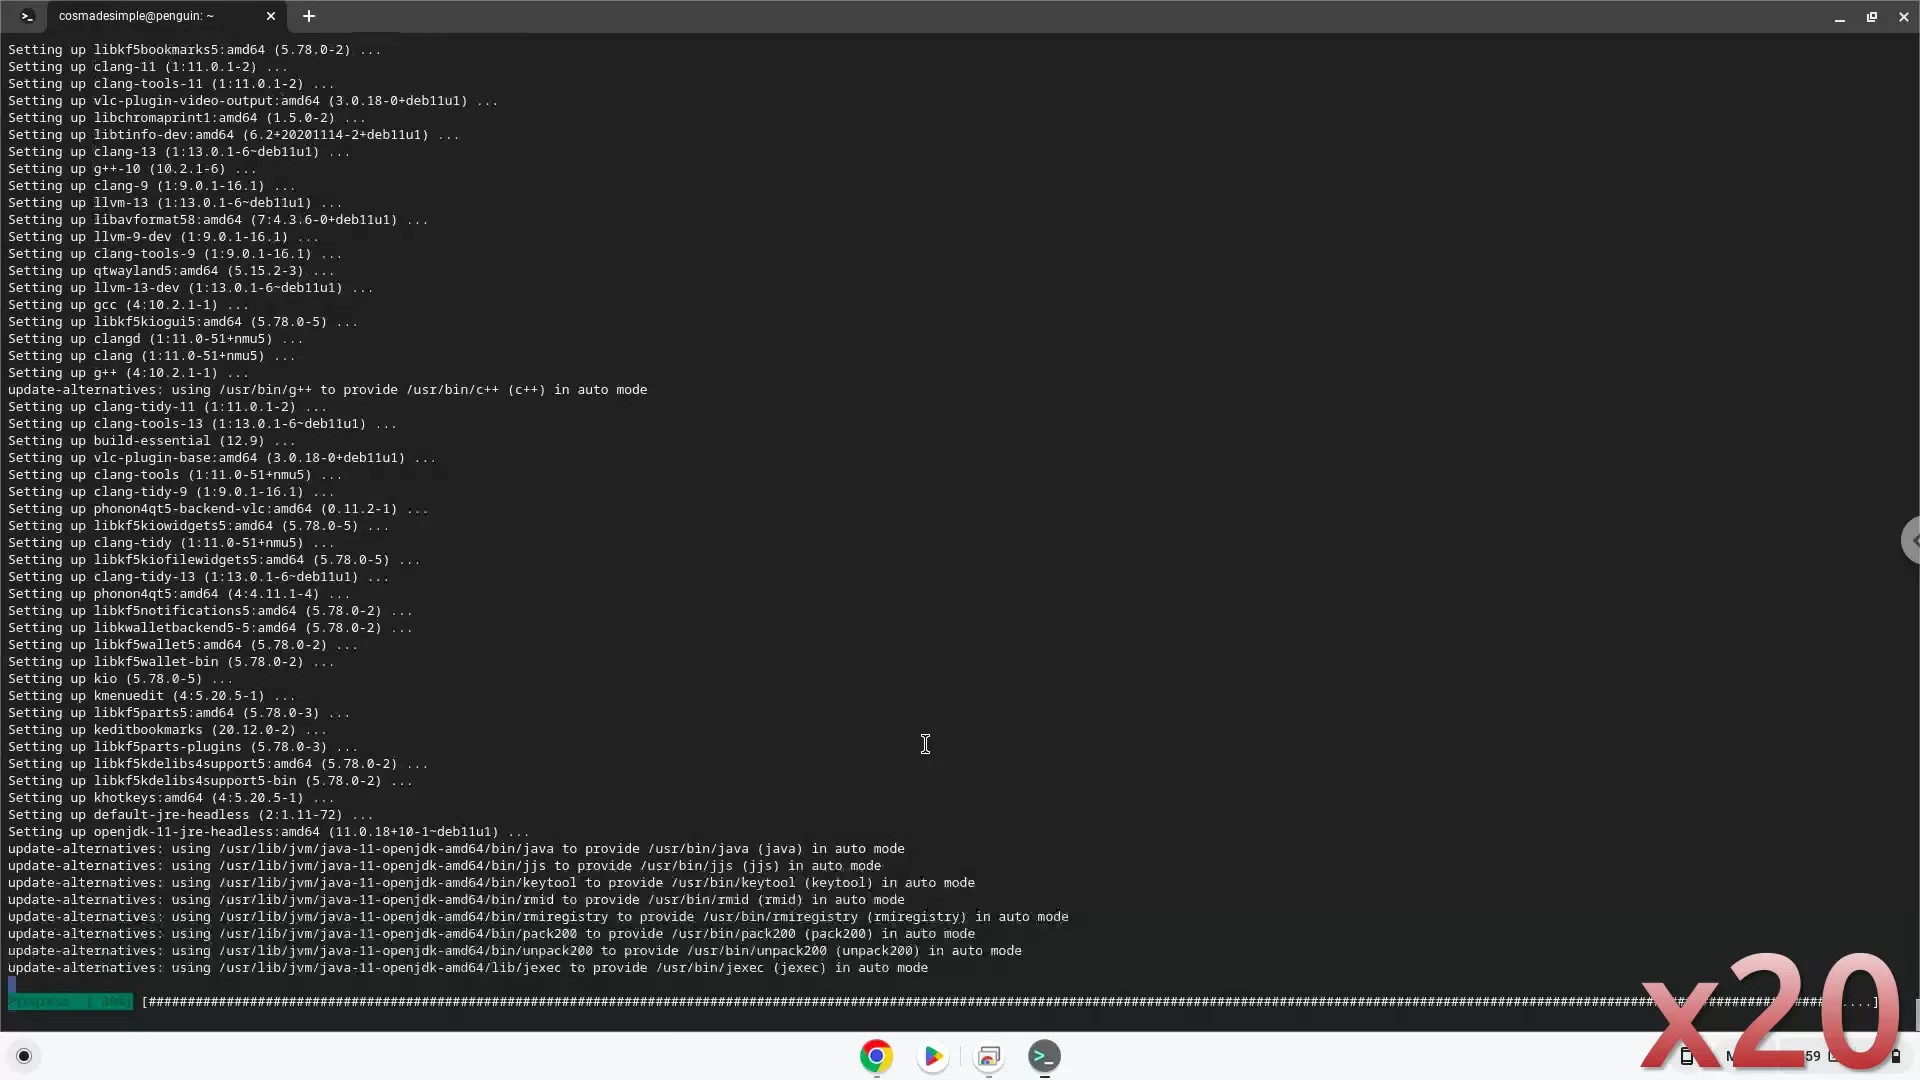 cosmadesimple@penguin: ~
Setting up libkf5bookmarks5:amd64 (5.78.0-2) ...
Setting up clang-11 (1:11.0.1-2) ...
Setting up clang-tools-11 (1:11.0.1-2) ...
Setting up vlc-plugin-video-output:amd64 (3.0.18-0+deb11u1) ...
Setting up libchromaprint1:amd64 (1.5.0-2) ...
Setting up libtinfo-dev:amd64 (6.2+20201114-2+deb11u1) ...
Setting up clang-13 (1:13.0.1-6~deb11u1) ...
Setting up g++-10 (10.2.1-6) ...
Setting up clang-9 (1:9.0.1-16.1) ...
Setting up llvm-13 (1:13.0.1-6~deb11u1) ...
Setting up libavformat58:amd64 (7:4.3.6-0+deb11u1) ...
Setting up llvm-9-dev (1:9.0.1-16.1) ...
Setting up clang-tools-9 (1:9.0.1-16.1) ...
Setting up qtwayland5:amd64 (5.15.2-3) ...
Setting up llvm-13-dev (1:13.0.1-6~deb11u1) ...
Setting up gcc (4:10.2.1-1) ...
Setting up libkf5kiogui5:amd64 (5.78.0-5) ...
Setting up clangd (1:11.0-51+nmu5) ...
Setting up clang (1:11.0-51+nmu5) ...
Setting up g++ (4:10.2.1-1) ...
update-alternatives: using /usr/bin/g++ to provide /usr/bin/c++ (c++) in auto mode
Setting up clang-tidy-11 (1:11.0.1-2) ...
Setting up clang-tools-13 (1:13.0.1-6~deb11u1) ...
Setting up build-essential (12.9) ...
Setting up vlc-plugin-base:amd64 (3.0.18-0+deb11u1) ...
Setting up clang-tools (1:11.0-51+nmu5) ...
Setting up clang-tidy-9 (1:9.0.1-16.1) ...
Setting up phonon4qt5-backend-vlc:amd64 (0.11.2-1) ...
Setting up libkf5kiowidgets5:amd64 (5.78.0-5) ...
Setting up clang-tidy (1:11.0-51+nmu5) ...
Setting up libkf5kiofilewidgets5:amd64 (5.78.0-5) ...
Setting up clang-tidy-13 (1:13.0.1-6~deb11u1) ...
Setting up phonon4qt5:amd64 (4:4.11.1-4) ...
Setting up libkf5notifications5:amd64 (5.78.0-2) ...
Setting up libkwalletbackend5-5:amd64 (5.78.0-2) ...
Setting up libkf5wallet5:amd64 (5.78.0-2) ...
Setting up libkf5wallet-bin (5.78.0-2) ...
Setting up kio (5.78.0-5) ...
Setting up kmenuedit (4:5.20.5-1) ...
Setting up libkf5parts5:amd64 (5.78.0-3) ...
Setting up keditbookmarks (20.12.0-2) ...
Setting up libkf5parts-plugins (5.78.0-3) ...
Setting up libkf5kdelibs4support5:amd64 (5.78.0-2) ...
Setting up libkf5kdelibs4support5-bin (5.78.0-2) ...
Setting up khotkeys:amd64 (4:5.20.5-1) ...
Setting up default-jre-headless (2:1.11-72) ...
Setting up openjdk-11-jre-headless:amd64 (11.0.18+10-1~deb11u1) ...
update-alternatives: using /usr/lib/jvm/java-11-openjdk-amd64/bin/java to provide /usr/bin/java (java) in auto mode
update-alternatives: using /usr/lib/jvm/java-11-openjdk-amd64/bin/jjs to provide /usr/bin/jjs (jjs) in auto mode
update-alternatives: using /usr/lib/jvm/java-11-openjdk-amd64/bin/keytool to provide /usr/bin/keytool (keytool) in auto mode
update-alternatives: using /usr/lib/jvm/java-11-openjdk-amd64/bin/rmid to provide /usr/bin/rmid (rmid) in auto mode
update-alternatives: using /usr/lib/jvm/java-11-openjdk-amd64/bin/rmiregistry to provide /usr/bin/rmiregistry (rmiregistry) in auto mode
update-alternatives: using /usr/lib/jvm/java-11-openjdk-amd64/bin/pack200 to provide /usr/bin/pack200 (pack200) in auto mode
update-alternatives: using /usr/lib/jvm/java-11-openjdk-amd64/bin/unpack200 to provide /usr/bin/unpack200 (unpack200) in auto mode
update-alternatives: using /usr/lib/jvm/java-11-openjdk-amd64/lib/jexec to provide /usr/bin/jexec (jexec) in auto mode
Progress:
x20
59